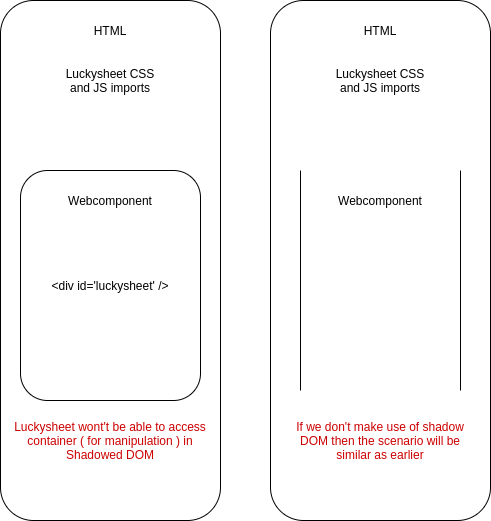 HTML
Luckysheet CSS
and JS imports
Webcomponent
<div id='luckysheet' />
Luckysheet wont't be able to access
container ( for manipulation ) in
Shadowed DOM
HTML
Luckysheet CSS
and JS imports
Webcomponent
If we don't make use of shadow
DOM then the scenario will be
similar as earlier